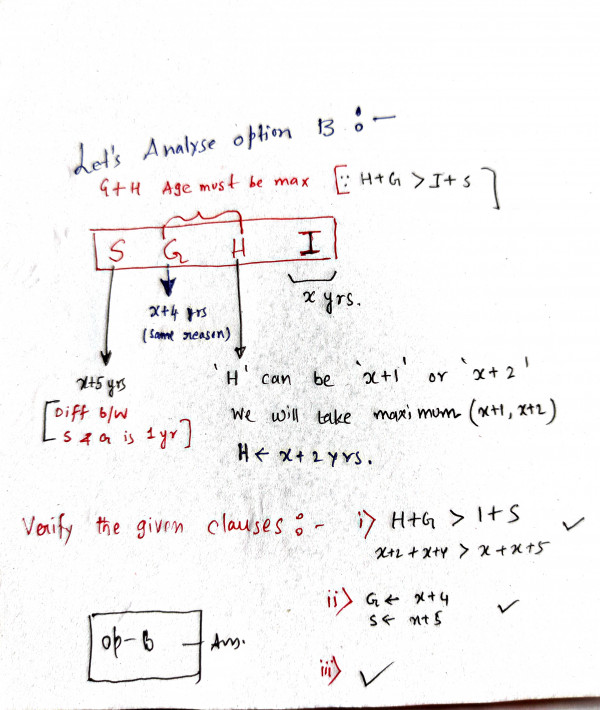 Let's Analyse option B :-
G+H Age must be max [∵ H+G > I+S]
S G H I
x+4 yrs
(same reason)
x yrs.
x+5 yrs
[Diff b/w
S & G is 1yr]
'H' can be 'x+1' or 'x+2'
We will take maximum (x+1, x+2)
H ← x+2 yrs.
Verify the given clauses :- i) H+G > I+S ✓
x+2 + x+4 > x + x+5
ii) G ← x+4 ✓
S ← x+5
op-B - Ans.
iii) ✓